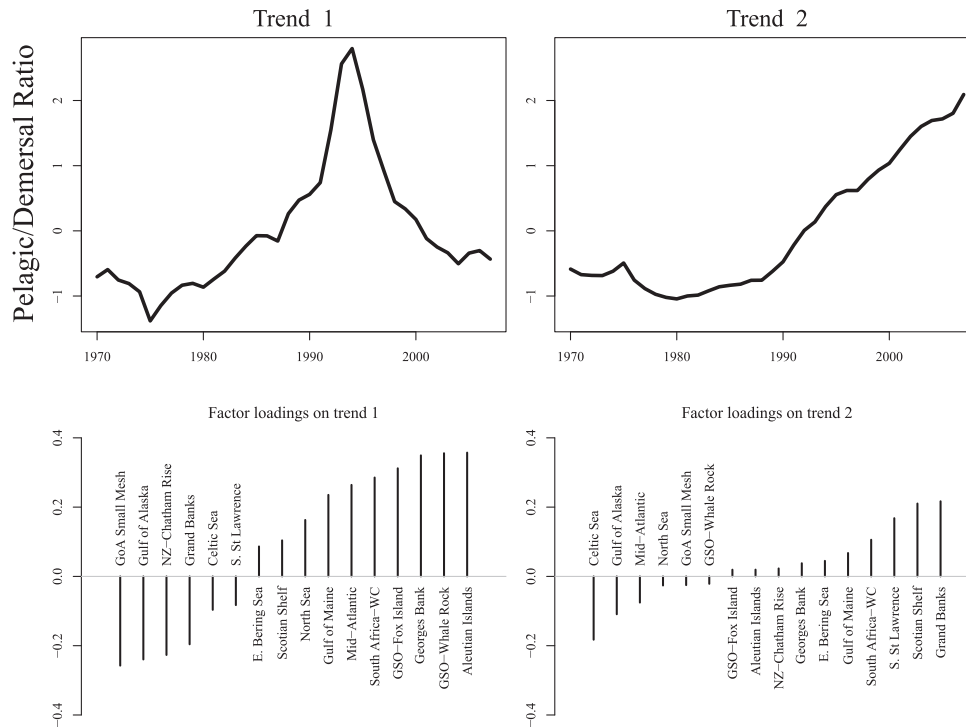 Trend 1
Trend 2
Pelagic/Demersal Ratio
2
1
0
−1
1970 1980 1990 2000
2
1
0
−1
1970 1980 1990 2000
Factor loadings on trend 1
0.4
0.2
0.0
−0.2
−0.4
GoA Small Mesh
Gulf of Alaska
NZ−Chatham Rise
Grand Banks
Celtic Sea
S. St Lawrence
E. Bering Sea
Scotian Shelf
North Sea
Gulf of Maine
Mid−Atlantic
South Africa−WC
GSO−Fox Island
Georges Bank
GSO−Whale Rock
Aleutian Islands
Factor loadings on trend 2
0.4
0.2
0.0
−0.2
−0.4
Celtic Sea
Gulf of Alaska
Mid−Atlantic
North Sea
GoA Small Mesh
GSO−Whale Rock
GSO−Fox Island
Aleutian Islands
NZ−Chatham Rise
Georges Bank
E. Bering Sea
Gulf of Maine
South Africa−WC
S. St Lawrence
Scotian Shelf
Grand Banks